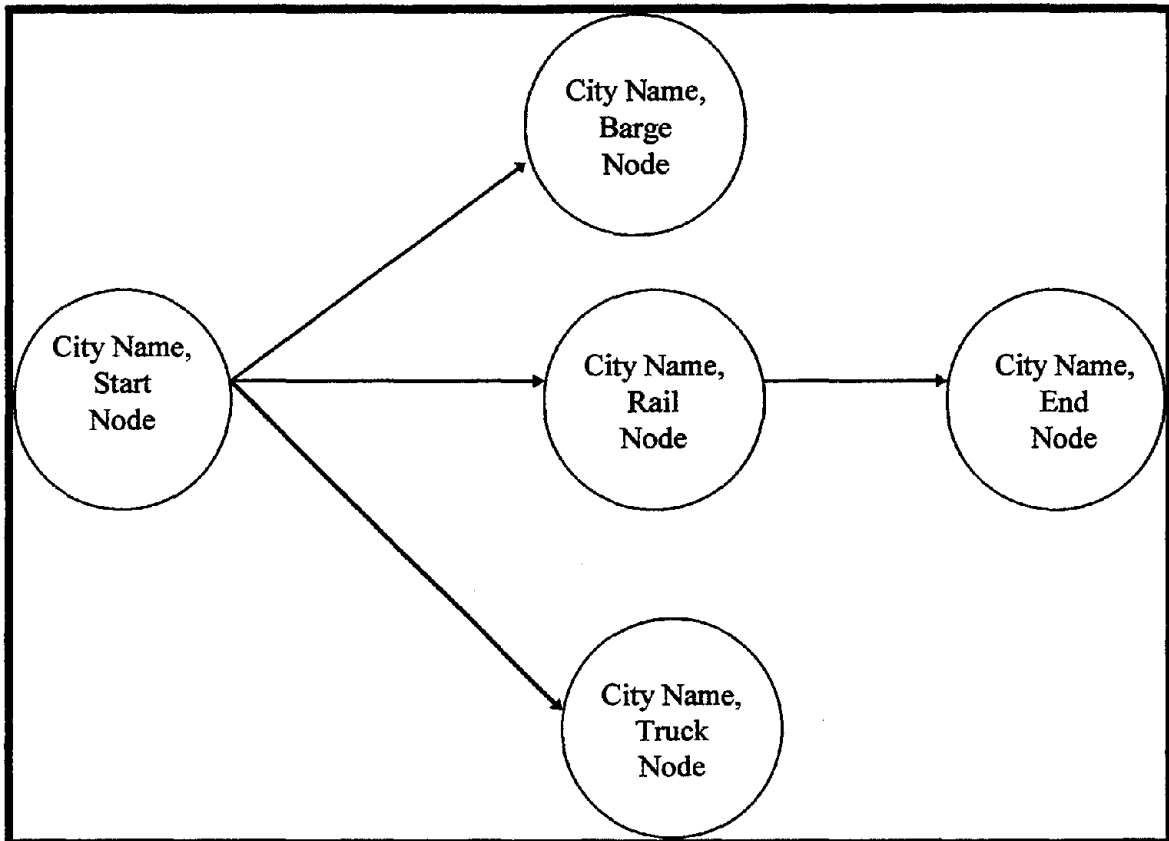 City Name,
Barge
Node
City Name,
Start
Node
City Name,
Rail
Node
City Name,
End
Node
City Name,
Truck
Node